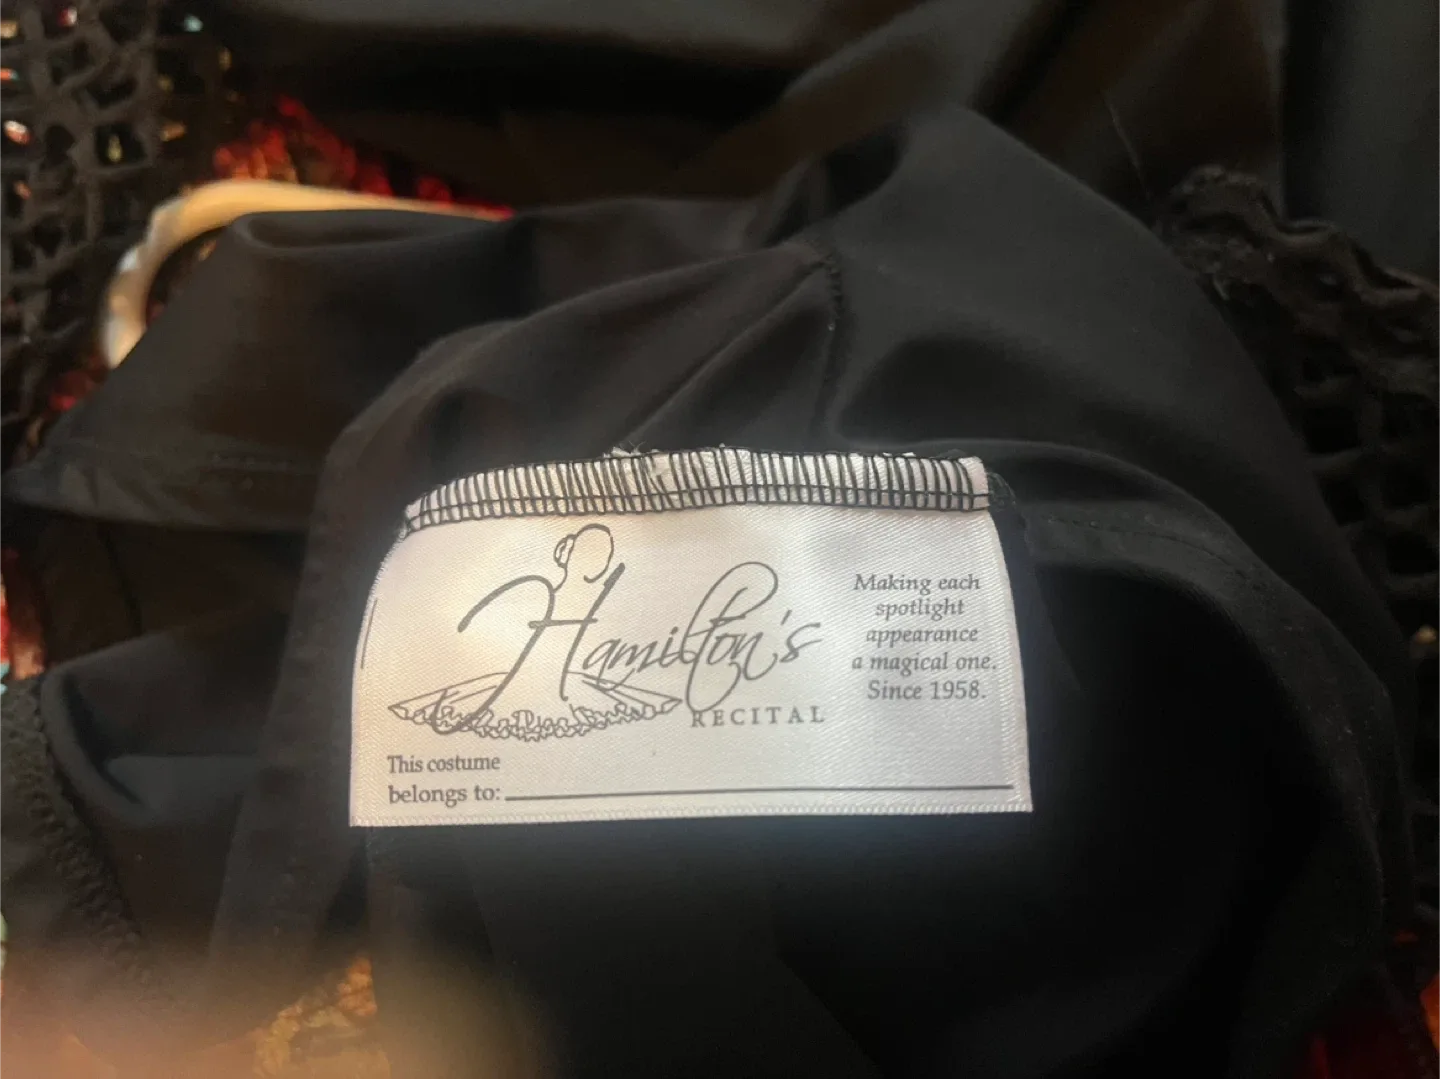 Hamilton's
RECITAL
Making each
spotlight
appearance
a magical one.
Since 1958.
This costume
belongs to: